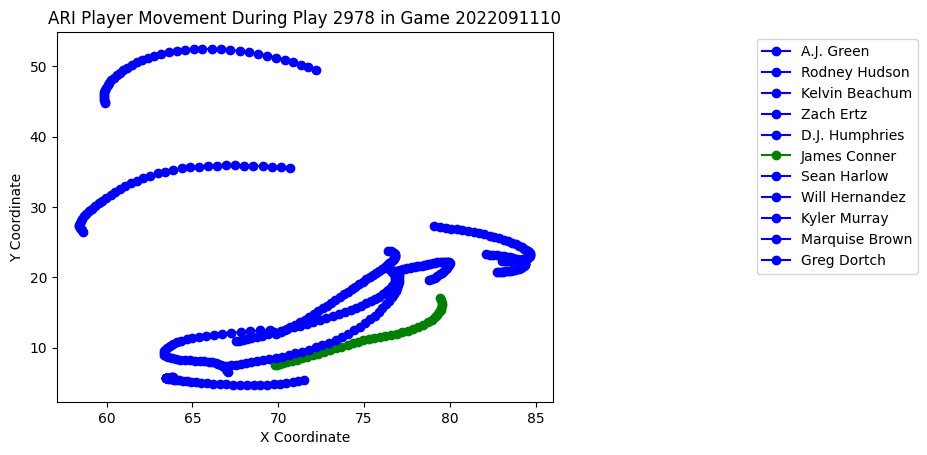 ARI Player Movement During Play 2978 in Game 2022091110
Y Coordinate
50
40
30
20
10
60
65
70
75
80
85
X Coordinate
A.J. Green
Rodney Hudson
Kelvin Beachum
Zach Ertz
D.J. Humphries
James Conner
Sean Harlow
Will Hernandez
Kyler Murray
Marquise Brown
Greg Dortch